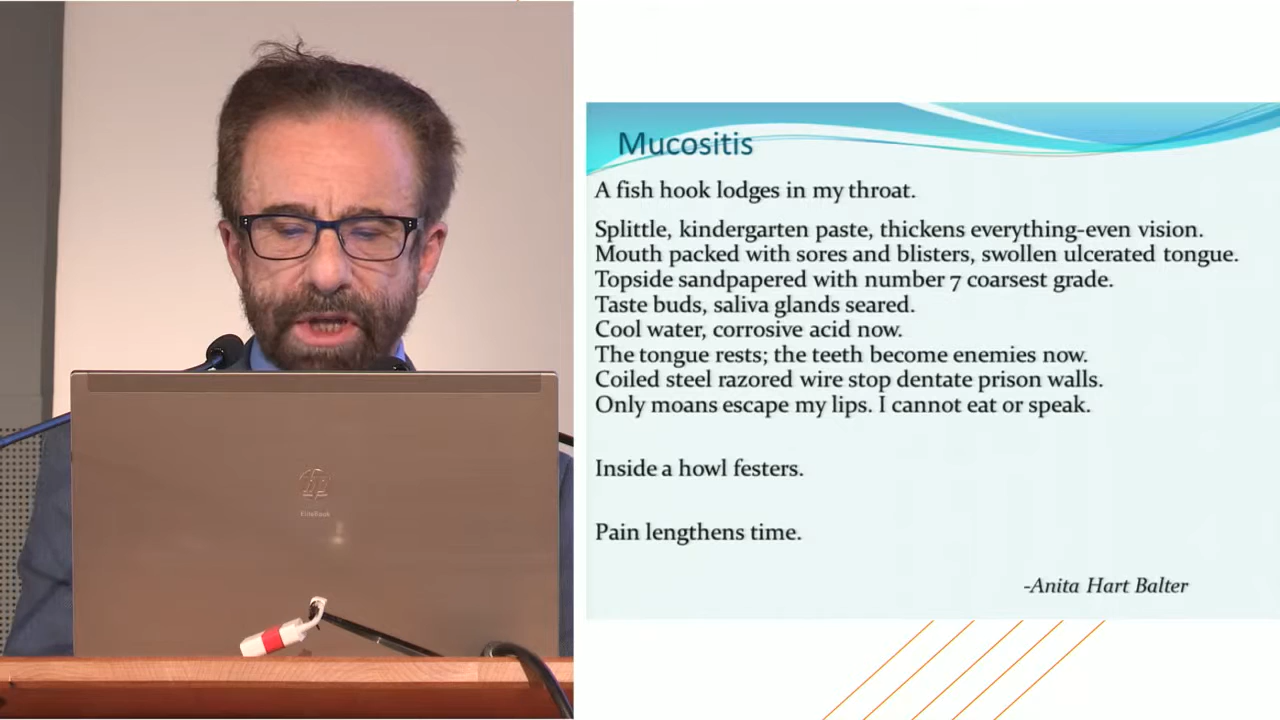 Mucositis
A fish hook lodges in my throat.
Splittle, kindergarten paste, thickens everything-even vision.
Mouth packed with sores and blisters, swollen ulcerated tongue.
Topside sandpapered with number 7 coarsest grade.
Taste buds, saliva glands seared.
Cool water, corrosive acid now.
The tongue rests; the teeth become enemies now.
Coiled steel razored wire stop dentate prison walls.
Only moans escape my lips. I cannot eat or speak.
Inside a howl festers.
Pain lengthens time.
-Anita Hart Balter
hp
EliteBook